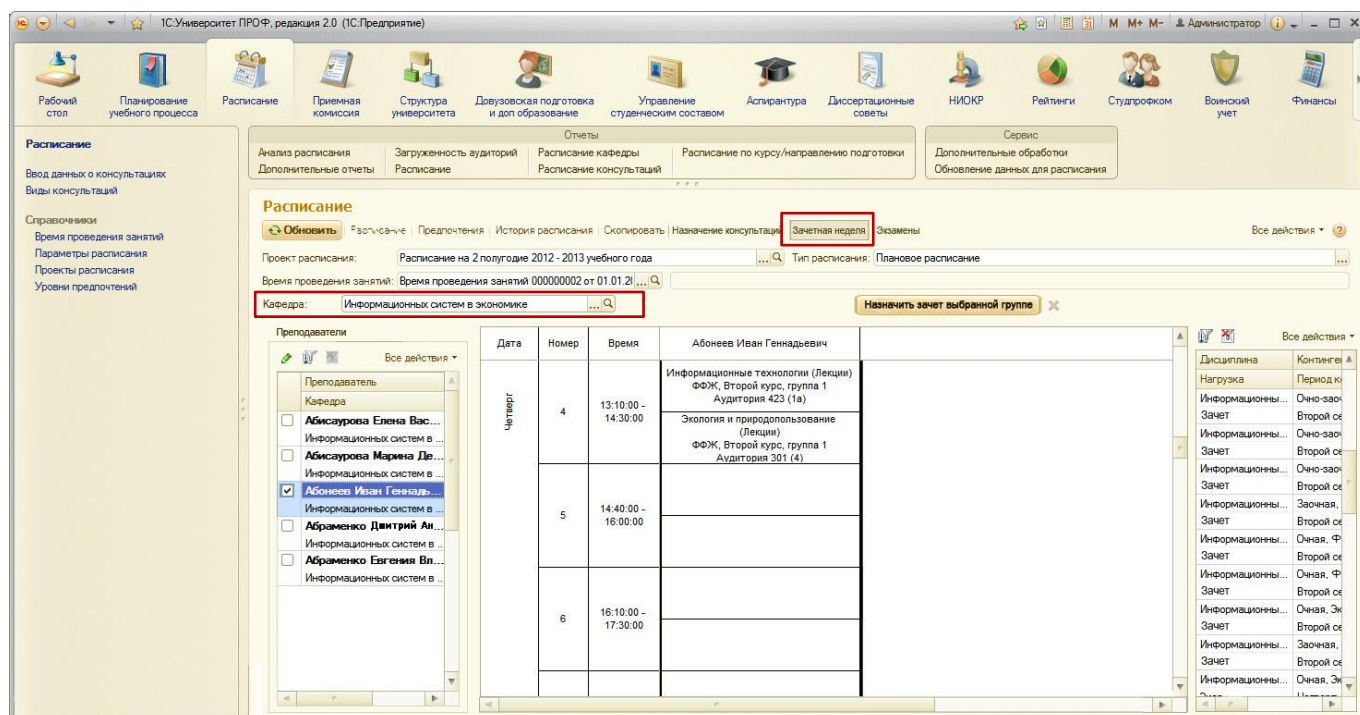 1С:Университет ПРОФ, редакция 2.0 (1С:Предприятие)
M M+ M- Администратор
Рабочий стол
Планирование учебного процесса
Расписание
Приемная комиссия
Структура университета
Довузовская подготовка и доп образование
Управление студенческим составом
Аспирантура
Диссертационные советы
НИОКР
Рейтинги
Студпрофком
Воинский учет
Финансы
Расписание
Ввод данных о консультациях
Виды консультаций
Справочники
Время проведения занятий
Параметры расписания
Проекты расписания
Уровни предпочтений
Отчеты
Анализ расписания Загруженность аудиторий Расписание кафедры Расписание по курсу/направлению подготовки
Дополнительные отчеты Расписание Расписание консультаций
Сервис
Дополнительные обработки
Обновление данных для расписания
Расписание
Обновить Расписание Предпочтения История расписания Скопировать Назначение консультаций Зачетная неделя Экзамены Все действия
Проект расписания: Расписание на 2 полугодие 2012 - 2013 учебного года ... Тип расписания: Плановое расписание ...
Время проведения занятий: Время проведения занятий 000000002 от 01.01.20 ...
Кафедра: Информационных систем в экономике ... Назначить зачет выбранной группе
Преподаватели
Все действия
Преподаватель
Кафедра
Абисаурова Елена Вас...
Информационных систем в ...
Абисаурова Марина Де...
Информационных систем в ...
Абонеев Иван Геннадь...
Информационных систем в ...
Абраменко Дмитрий Ан...
Информационных систем в ...
Абраменко Евгения Вл...
Информационных систем в ...
Дата Номер Время Абонеев Иван Геннадьевич
Четверг
4 13:10:00 - 14:30:00
Информационные технологии (Лекции)
ФФЖ, Второй курс, группа 1
Аудитория 423 (1а)
Экология и природопользование
(Лекции)
ФФЖ, Второй курс, группа 1
Аудитория 301 (4)
5 14:40:00 - 16:00:00
6 16:10:00 - 17:30:00
Все действия
Дисциплина Континген
Нагрузка Период к
Информационны... Очно-заоч
Зачет Второй се
Информационны... Очно-заоч
Зачет Второй се
Информационны... Очно-заоч
Зачет Второй се
Информационны... Заочная,
Зачет Второй се
Информационны... Очная, Ф
Зачет Второй се
Информационны... Очная, Ф
Зачет Второй се
Информационны... Очная, Эк
Зачет Второй се
Информационны... Заочная,
Зачет Второй се
Информационны... Очная, Эк